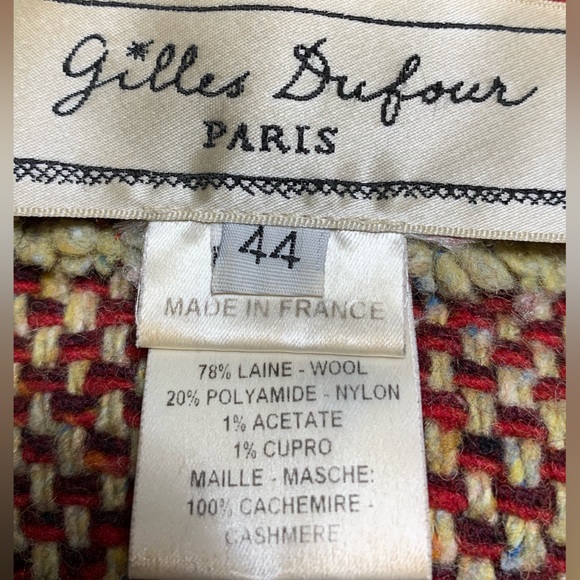 Gilles Dufour
PARIS
44
MADE IN FRANCE
78% LAINE - WOOL
20% POLYAMIDE - NYLON
1% ACETATE
1% CUPRO
MAILLE - MASCHE:
100% CACHEMIRE -
CASHMERE